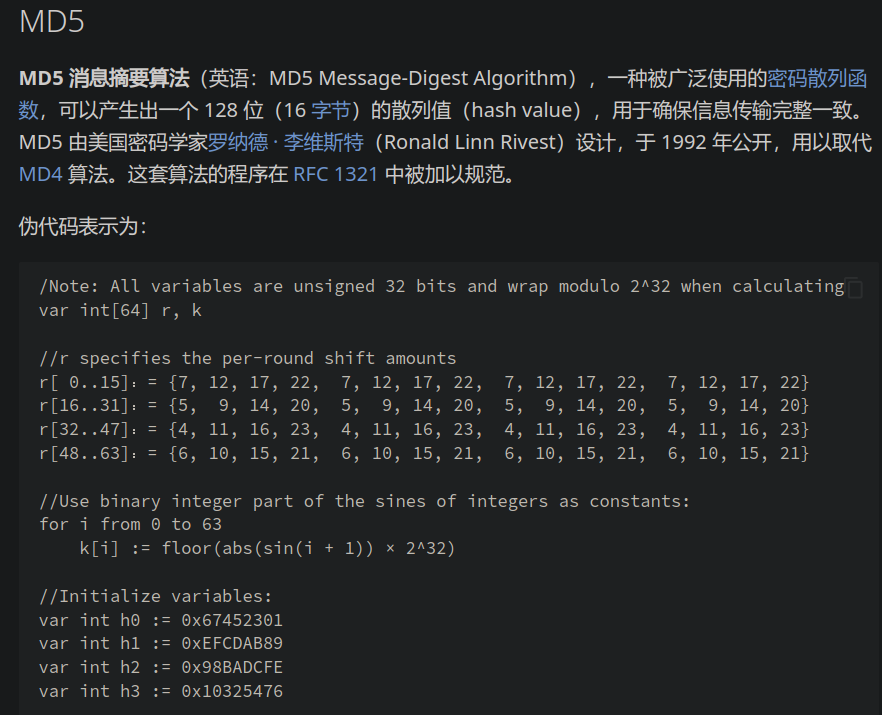 MD5
MD5 消息摘要算法（英语：MD5 Message-Digest Algorithm），一种被广泛使用的密码散列函
数，可以产生出一个 128 位（16 字节）的散列值（hash value），用于确保信息传输完整一致。
MD5 由美国密码学家罗纳德 · 李维斯特（Ronald Linn Rivest）设计，于 1992 年公开，用以取代
MD4 算法。这套算法的程序在 RFC 1321 中被加以规范。
伪代码表示为：
/Note: All variables are unsigned 32 bits and wrap modulo 2^32 when calculating
var int[64] r, k
//r specifies the per-round shift amounts
r[ 0..15]：= {7, 12, 17, 22,  7, 12, 17, 22,  7, 12, 17, 22,  7, 12, 17, 22}
r[16..31]：= {5,  9, 14, 20,  5,  9, 14, 20,  5,  9, 14, 20,  5,  9, 14, 20}
r[32..47]：= {4, 11, 16, 23,  4, 11, 16, 23,  4, 11, 16, 23,  4, 11, 16, 23}
r[48..63]：= {6, 10, 15, 21,  6, 10, 15, 21,  6, 10, 15, 21,  6, 10, 15, 21}
//Use binary integer part of the sines of integers as constants:
for i from 0 to 63
    k[i] := floor(abs(sin(i + 1)) × 2^32)
//Initialize variables:
var int h0 := 0x67452301
var int h1 := 0xEFCDAB89
var int h2 := 0x98BADCFE
var int h3 := 0x10325476